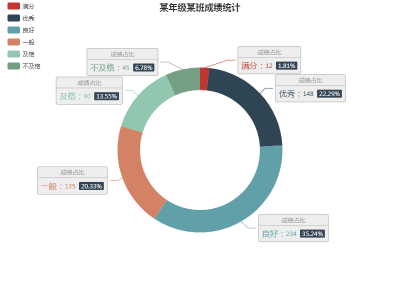 某年级某班成绩统计
满分
优秀
良好
一般
及格
不及格
成绩占比
满分：12 1.81%
成绩占比
优秀：148 22.29%
成绩占比
良好：234 35.24%
成绩占比
一般：135 20.33%
成绩占比
及格：90 13.55%
成绩占比
不及格：45 6.78%